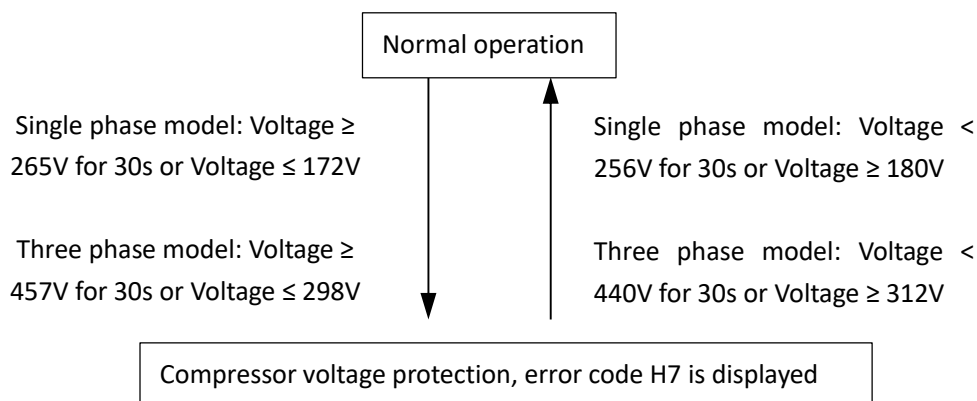 Normal operation
Single phase model: Voltage ≥
265V for 30s or Voltage ≤ 172V
Three phase model: Voltage ≥
457V for 30s or Voltage ≤ 298V
Single phase model: Voltage <
256V for 30s or Voltage ≥ 180V
Three phase model: Voltage <
440V for 30s or Voltage ≥ 312V
Compressor voltage protection, error code H7 is displayed